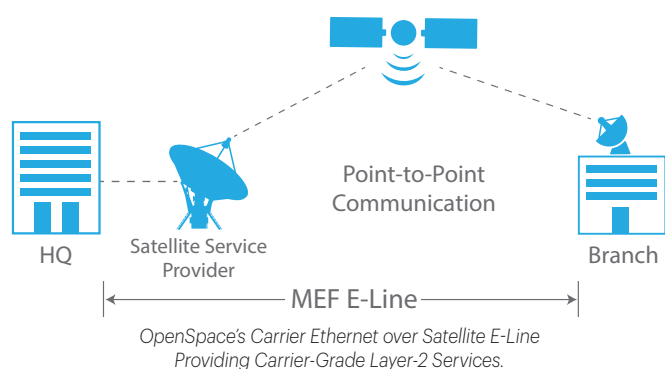 Point-to-Point
Communication
HQ
Satellite Service
Provider
Branch
MEF E-Line
OpenSpace's Carrier Ethernet over Satellite E-Line
Providing Carrier-Grade Layer-2 Services.